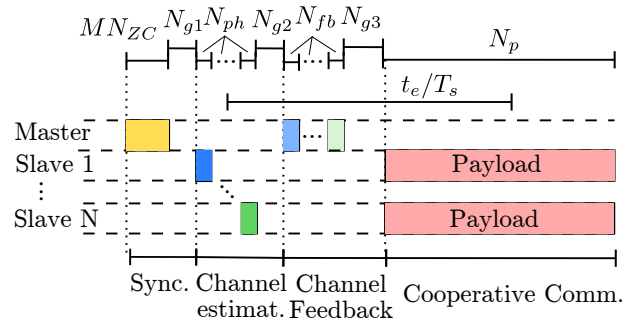 MN_{ZC} N_{g1} N_{ph} N_{g2} N_{fb} N_{g3} N_p
... ...
t_e/T_s
Master ...
Slave 1 Payload
⋮ ⋱
Slave N Payload
Sync. Channel estimat. Channel Feedback Cooperative Comm.